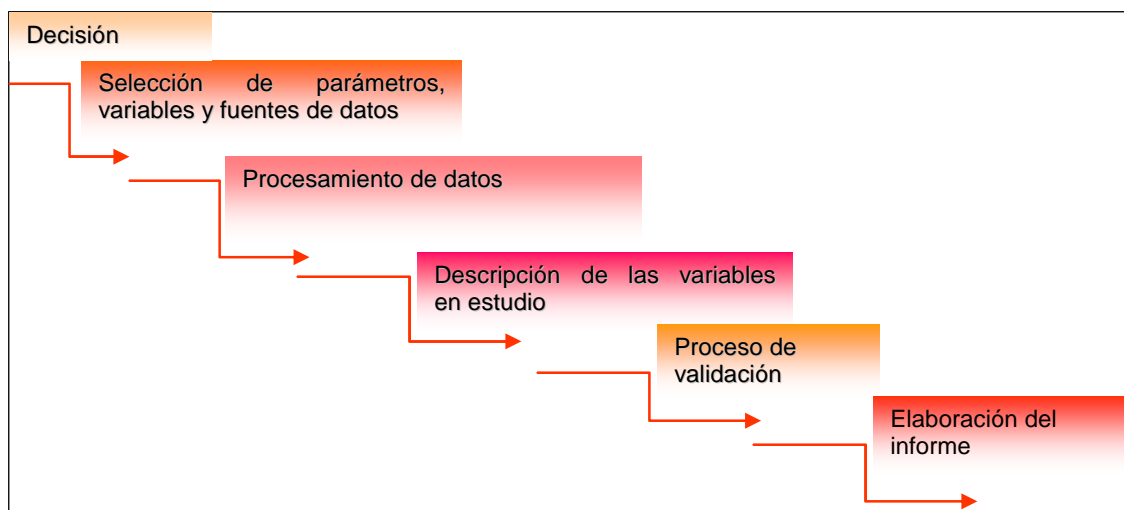 Decisión
Selección de parámetros,
variables y fuentes de datos
Procesamiento de datos
Descripción de las variables
en estudio
Proceso de
validación
Elaboración del
informe